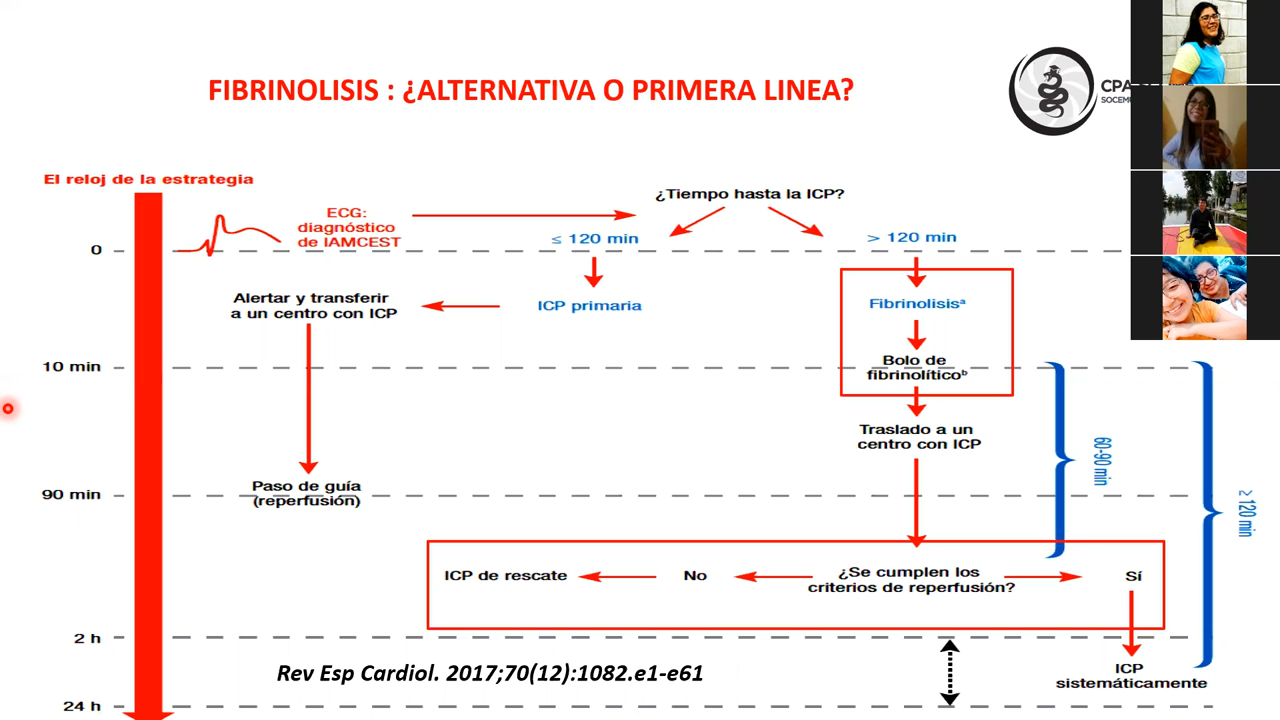 FIBRINOLISIS : ¿ALTERNATIVA O PRIMERA LINEA?
El reloj de la estrategia
¿Tiempo hasta la ICP?
ECG:
diagnóstico
de IAMCEST
≤ 120 min
> 120 min
0
Alertar y transferir
a un centro con ICP
ICP primaria
Fibrinolisisᵃ
10 min
Bolo de
fibrinolíticoᵇ
Traslado a un
centro con ICP
60-90 min
90 min
Paso de guía
(reperfusión)
≥ 120 min
ICP de rescate
No
¿Se cumplen los
criterios de reperfusión?
Sí
2 h
Rev Esp Cardiol. 2017;70(12):1082.e1-e61
ICP
sistemáticamente
24 h